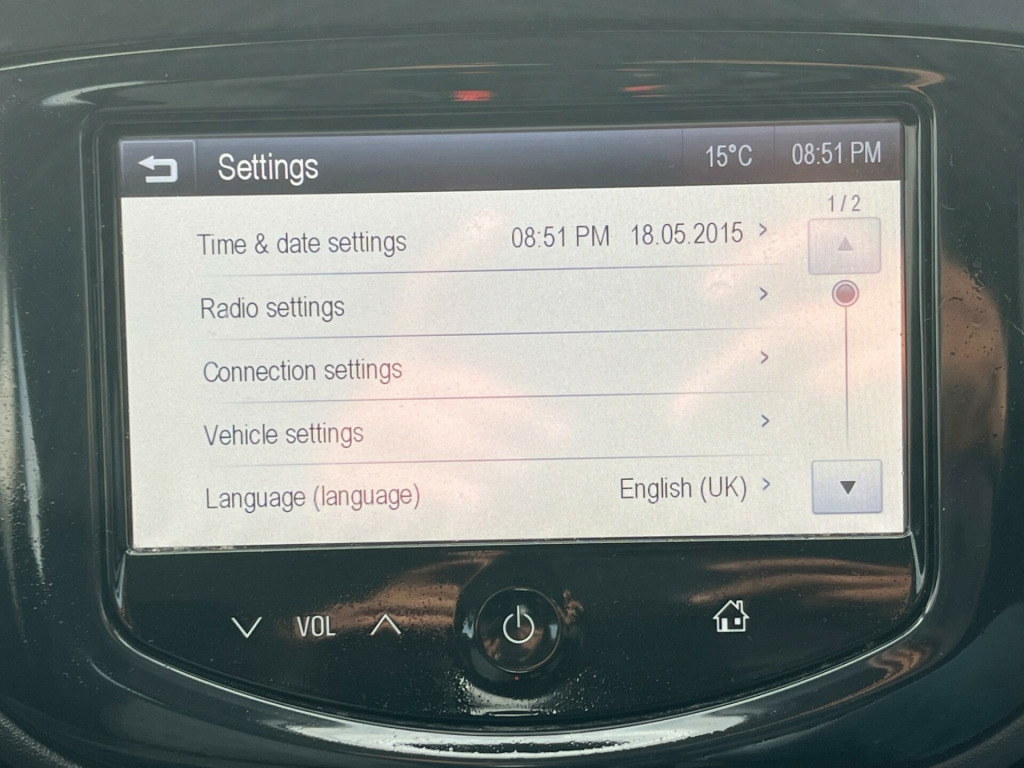 Settings 15°C 08:51 PM
1 / 2
Time & date settings 08:51 PM 18.05.2015 >
Radio settings >
Connection settings >
Vehicle settings >
Language (language) English (UK) >
VOL